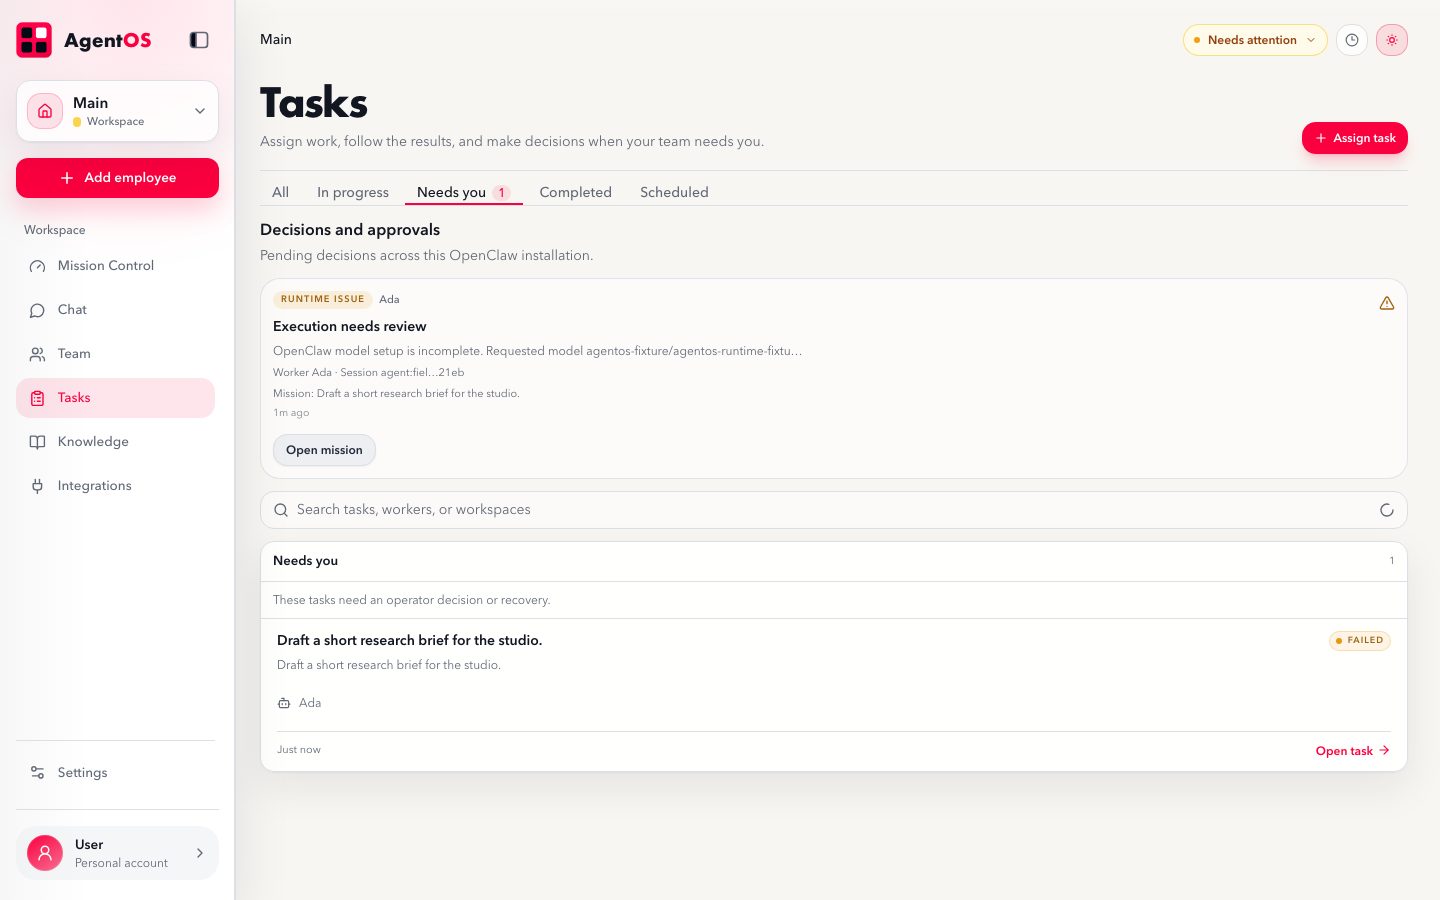 AgentOS
Main
Workspace
Add employee
Workspace
Mission Control
Chat
Team
Tasks
Knowledge
Integrations
Settings
User
Personal account
Main
Needs attention
Tasks
Assign work, follow the results, and make decisions when your team needs you.
Assign task
All In progress Needs you 1 Completed Scheduled
Decisions and approvals
Pending decisions across this OpenClaw installation.
RUNTIME ISSUE Ada
Execution needs review
OpenClaw model setup is incomplete. Requested model agentos-fixture/agentos-runtime-fixtu...
Worker Ada · Session agent:fiel...21eb
Mission: Draft a short research brief for the studio.
1m ago
Open mission
Search tasks, workers, or workspaces
Needs you 1
These tasks need an operator decision or recovery.
Draft a short research brief for the studio. FAILED
Draft a short research brief for the studio.
Ada
Just now Open task